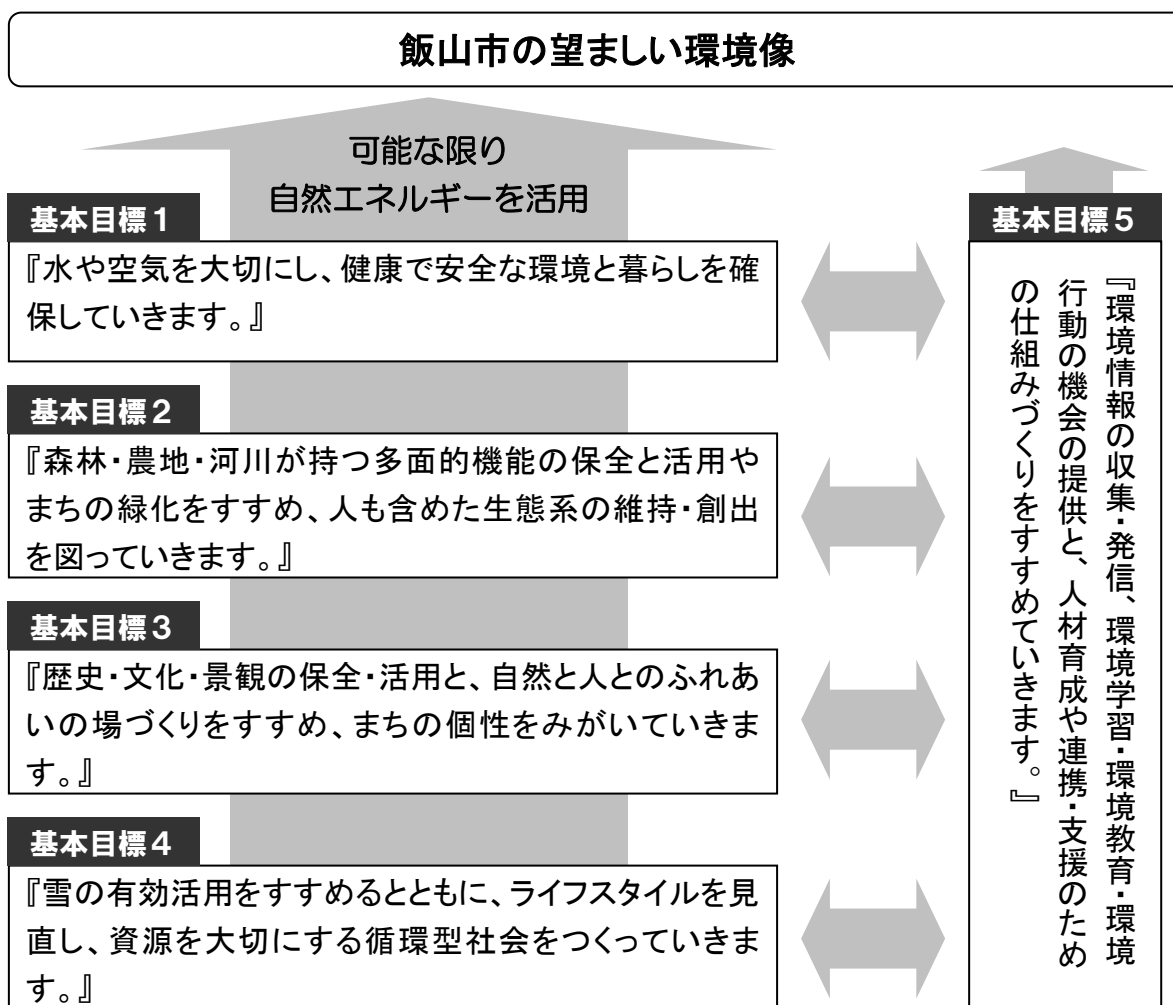 飯山市の望ましい環境像
可能な限り
自然エネルギーを活用
基本目標１
『水や空気を大切にし、健康で安全な環境と暮らしを確
保していきます。』
基本目標２
『森林・農地・河川が持つ多面的機能の保全と活用や
まちの緑化をすすめ、人も含めた生態系の維持・創出
を図っていきます。』
基本目標３
『歴史・文化・景観の保全・活用と、自然と人とのふれあ
いの場づくりをすすめ、まちの個性をみがいていきま
す。』
基本目標４
『雪の有効活用をすすめるとともに、ライフスタイルを見
直し、資源を大切にする循環型社会をつくっていきま
す。』
基本目標５
『環境情報の収集・発信、環境学習・環境教育・環境
行動の機会の提供と、人材育成や連携・支援のため
の仕組みづくりをすすめていきます。』